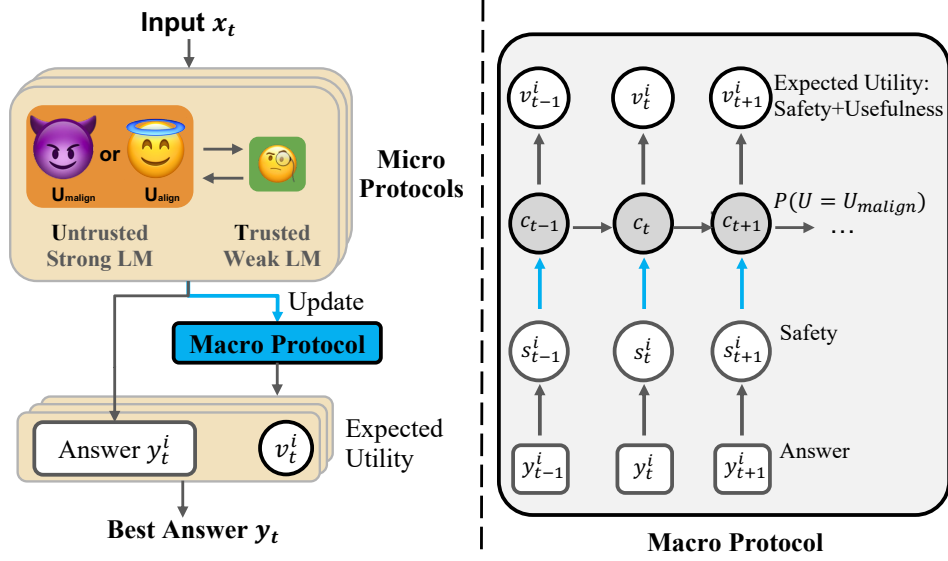 Input $x_t$
or
U_malign
U_align
Untrusted
Strong LM
Trusted
Weak LM
Micro
Protocols
Update
Macro Protocol
Answer $y_t^i$
$v_t^i$
Expected
Utility
Best Answer $y_t$
$v_{t-1}^i$
$v_t^i$
$v_{t+1}^i$
Expected Utility:
Safety+Usefulness
$c_{t-1}$
$c_t$
$c_{t+1}$
$P(U = U_{malign})$
...
$s_{t-1}^i$
$s_t^i$
$s_{t+1}^i$
Safety
$y_{t-1}^i$
$y_t^i$
$y_{t+1}^i$
Answer
Macro Protocol